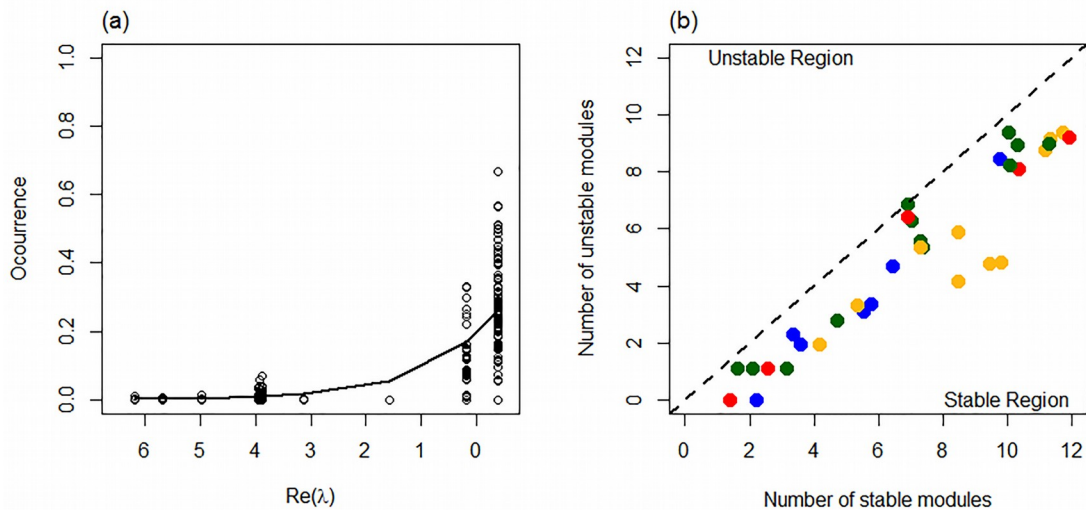 (a)
1.0
0.8
0.6
0.4
0.2
0.0
Occurrence
6 5 4 3 2 1 0
Re(λ)
(b)
Unstable Region
12
10
8
6
4
2
0
Number of unstable modules
Stable Region
0 2 4 6 8 10 12
Number of stable modules